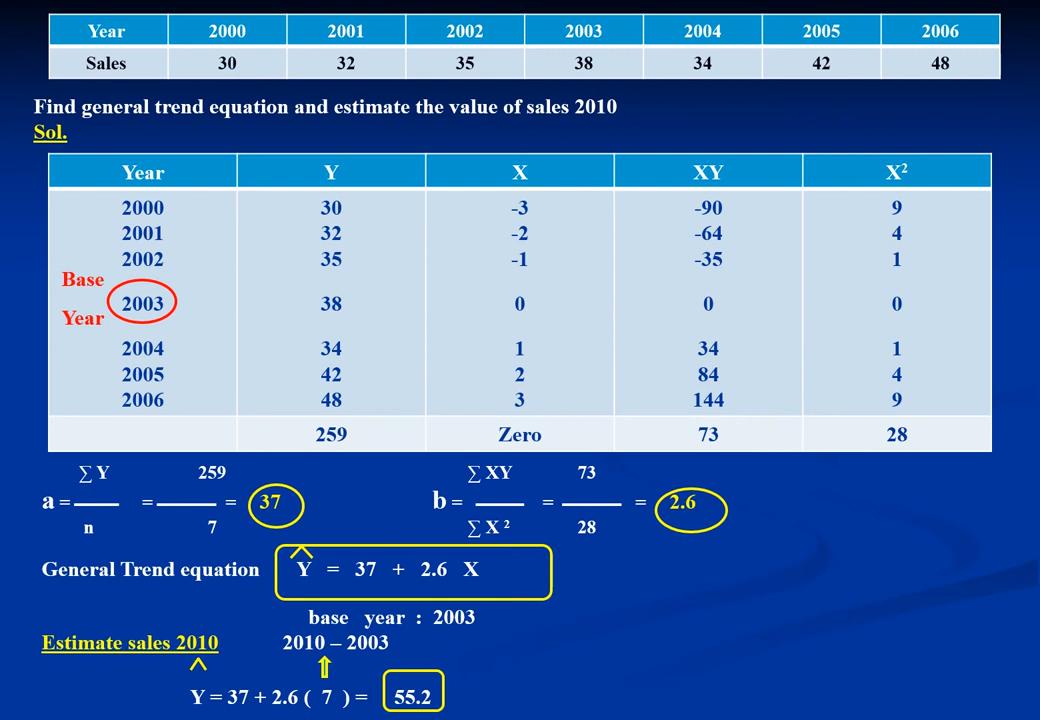 Year 2000 2001 2002 2003 2004 2005 2006
Sales 30 32 35 38 34 42 48
Find general trend equation and estimate the value of sales 2010
Sol.
Year Y X XY X²
2000 30 -3 -90 9
2001 32 -2 -64 4
2002 35 -1 -35 1
Base
2003 38 0 0 0
Year
2004 34 1 34 1
2005 42 2 84 4
2006 48 3 144 9
259 Zero 73 28
∑ Y 259 ∑ XY 73
a = = = 37 b = = = 2.6
n 7 ∑ X ² 28
General Trend equation Y = 37 + 2.6 X
base year : 2003
Estimate sales 2010 2010 – 2003
Y = 37 + 2.6 ( 7 ) = 55.2